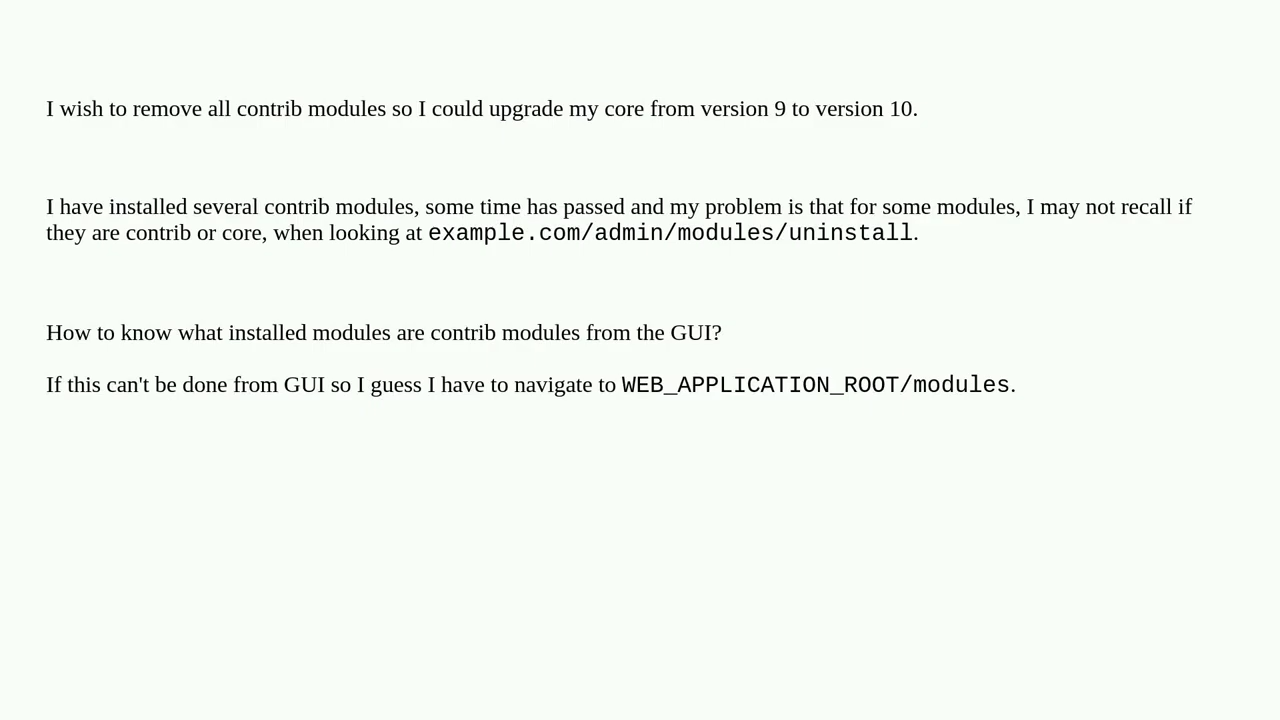 I wish to remove all contrib modules so I could upgrade my core from version 9 to version 10.
I have installed several contrib modules, some time has passed and my problem is that for some modules, I may not recall if
they are contrib or core, when looking at example.com/admin/modules/uninstall.
How to know what installed modules are contrib modules from the GUI?
If this can't be done from GUI so I guess I have to navigate to WEB_APPLICATION_ROOT/modules.